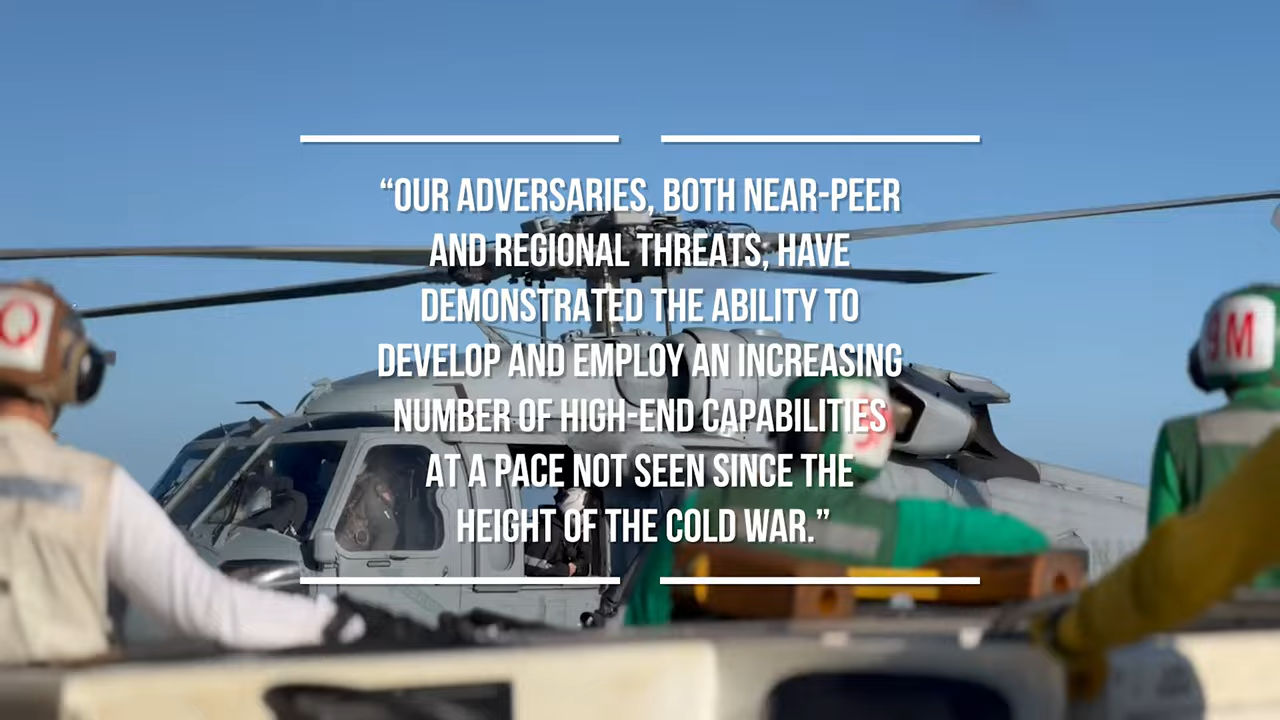 “OUR ADVERSARIES, BOTH NEAR-PEER
AND REGIONAL THREATS, HAVE
DEMONSTRATED THE ABILITY TO
DEVELOP AND EMPLOY AN INCREASING
NUMBER OF HIGH-END CAPABILITIES
AT A PACE NOT SEEN SINCE THE
HEIGHT OF THE COLD WAR.”
Q
9M